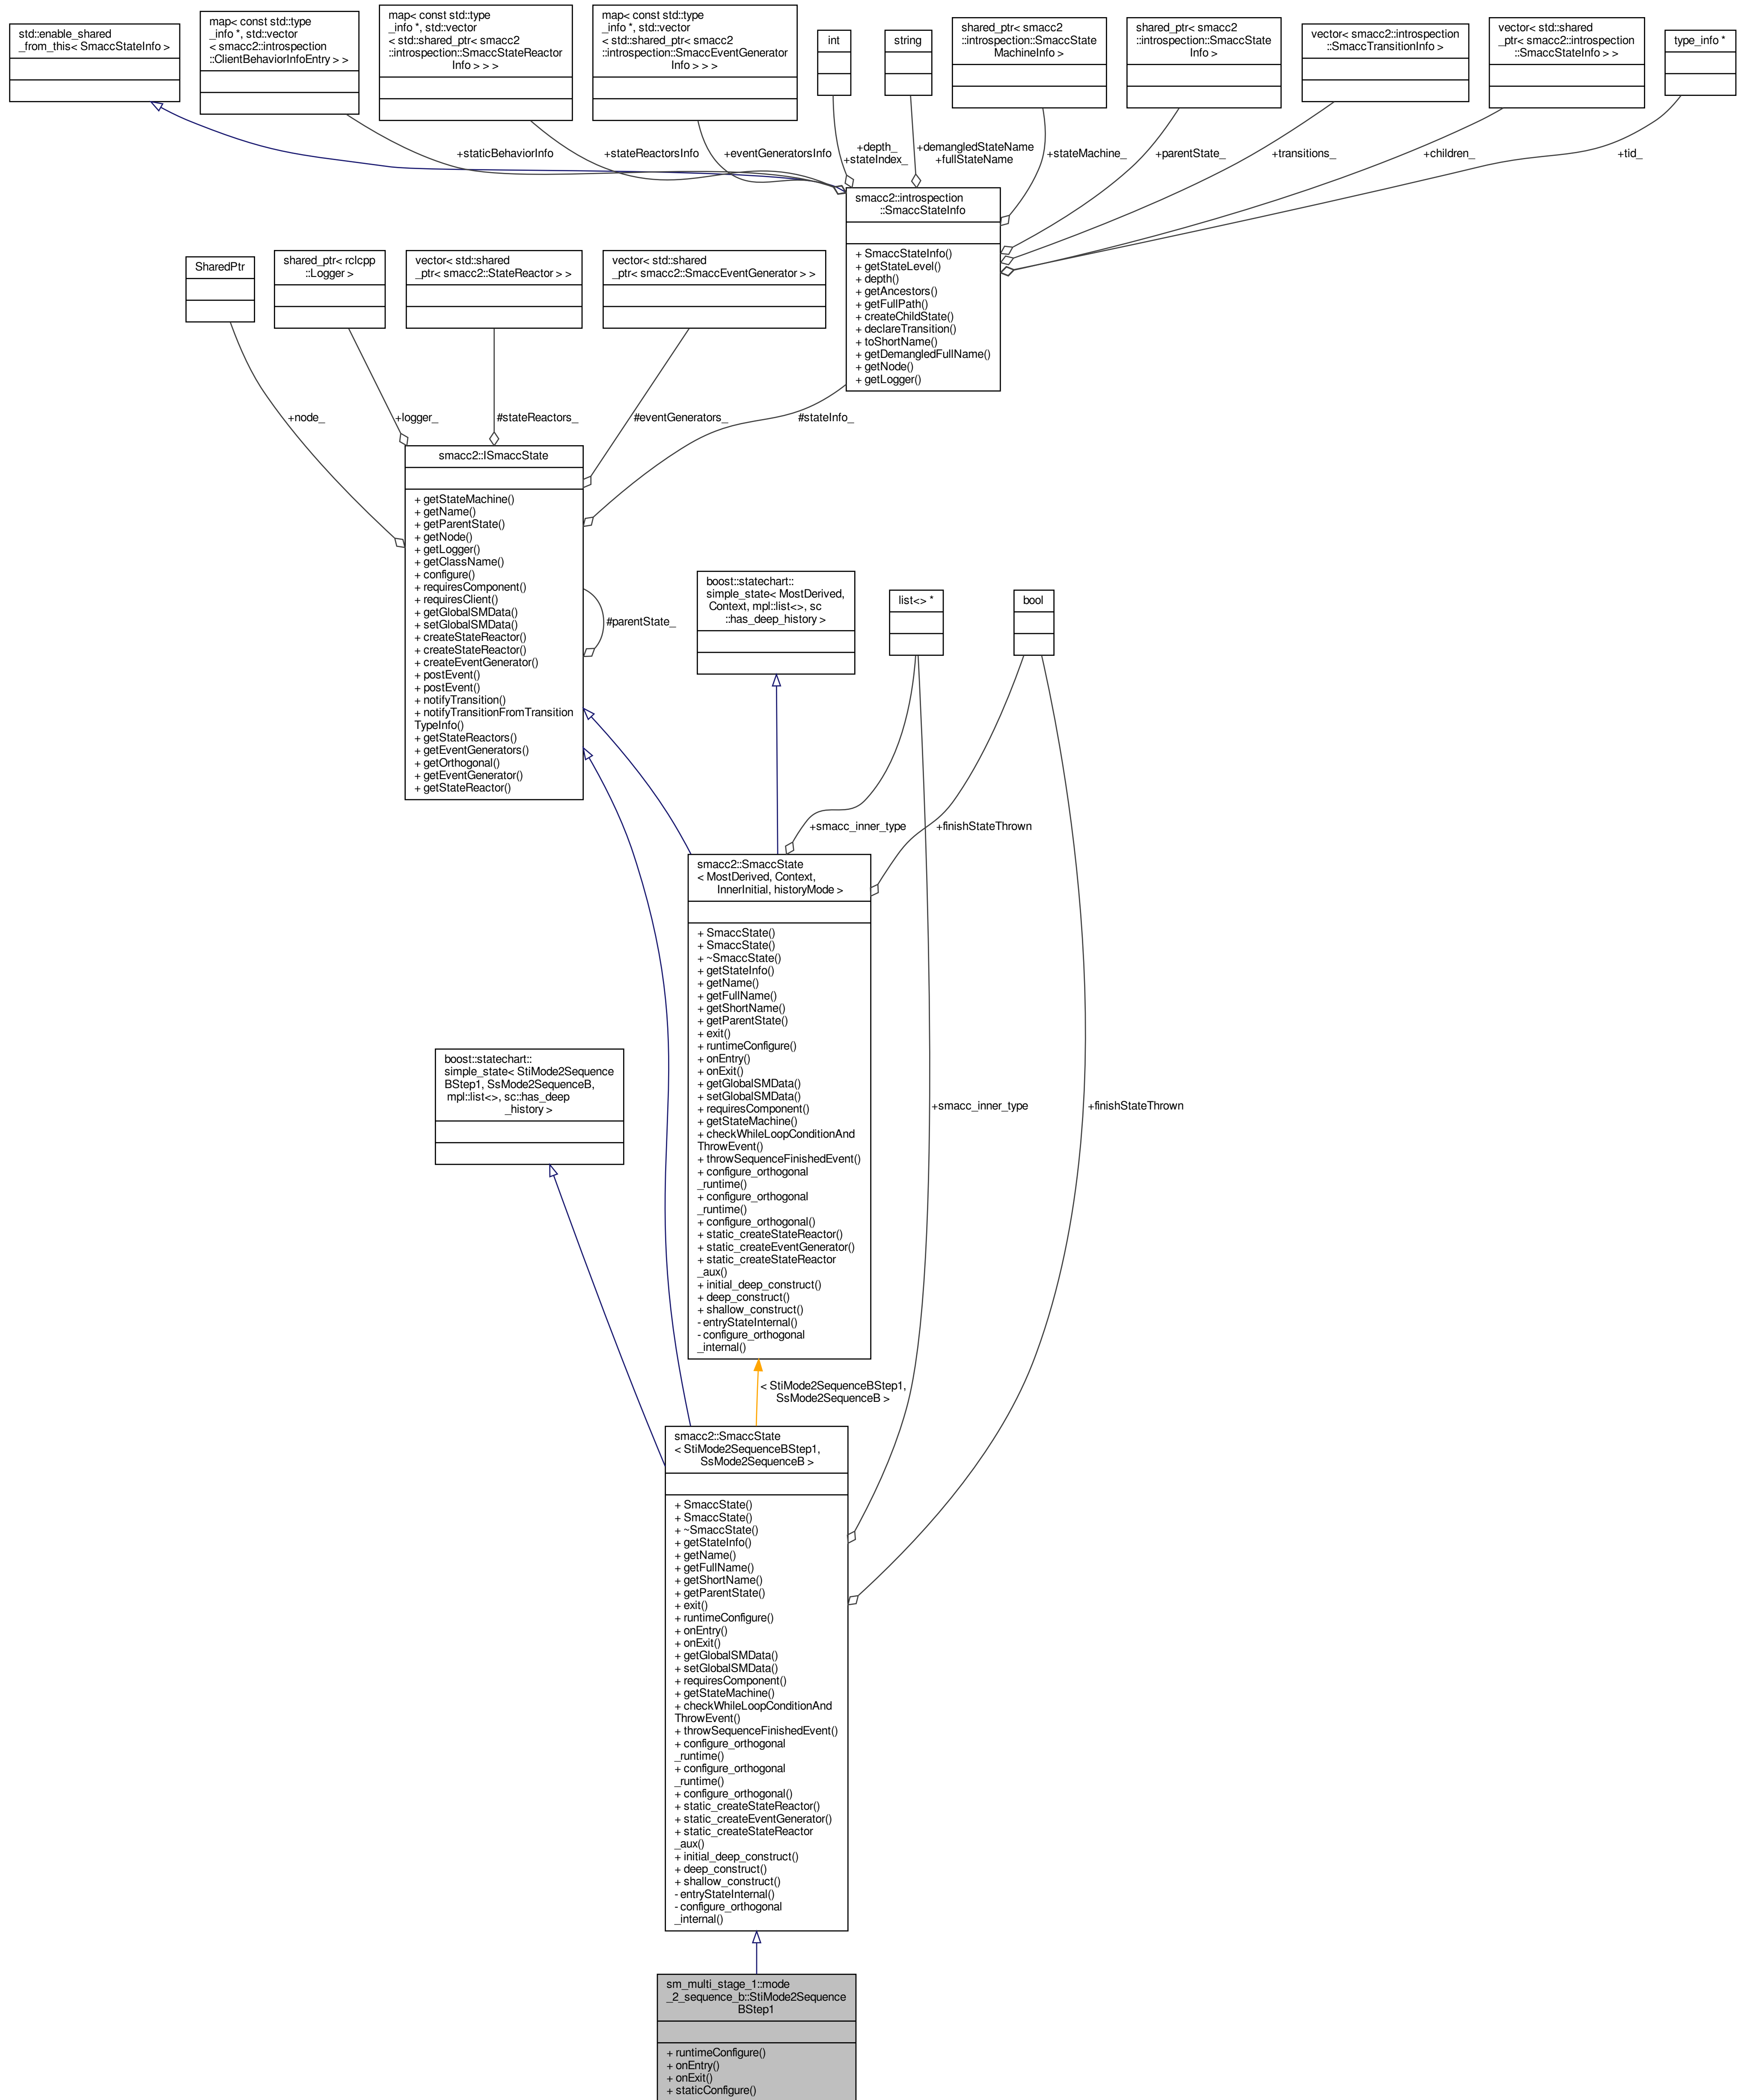 std::enable_shared
_from_this< SmaccStateInfo >
map< const std::type
_info *, std::vector
< smacc2::introspection
::ClientBehaviorInfoEntry > >
map< const std::type
_info *, std::vector
< std::shared_ptr< smacc2
::introspection::SmaccStateReactor
Info > > >
map< const std::type
_info *, std::vector
< std::shared_ptr< smacc2
::introspection::SmaccEventGenerator
Info > > >
int
string
shared_ptr< smacc2
::introspection::SmaccState
MachineInfo >
shared_ptr< smacc2
::introspection::SmaccState
Info >
vector< smacc2::introspection
::SmaccTransitionInfo >
vector< std::shared
_ptr< smacc2::introspection
::SmaccStateInfo > >
type_info *
+staticBehaviorInfo
+stateReactorsInfo
+eventGeneratorsInfo
+depth_
+stateIndex_
+demangledStateName
+fullStateName
+stateMachine_
+parentState_
+transitions_
+children_
+tid_
smacc2::introspection
::SmaccStateInfo
+ SmaccStateInfo()
+ getStateLevel()
+ depth()
+ getAncestors()
+ getFullPath()
+ createChildState()
+ declareTransition()
+ toShortName()
+ getDemangledFullName()
+ getNode()
+ getLogger()
SharedPtr
shared_ptr< rclcpp
::Logger >
vector< std::shared
_ptr< smacc2::StateReactor > >
vector< std::shared
_ptr< smacc2::SmaccEventGenerator > >
+node_
+logger_
#stateReactors_
#eventGenerators_
#stateInfo_
smacc2::ISmaccState
+ getStateMachine()
+ getName()
+ getParentState()
+ getNode()
+ getLogger()
+ getClassName()
+ configure()
+ requiresComponent()
+ requiresClient()
+ getGlobalSMData()
+ setGlobalSMData()
+ createStateReactor()
+ createStateReactor()
+ createEventGenerator()
+ postEvent()
+ postEvent()
+ notifyTransition()
+ notifyTransitionFromTransition
TypeInfo()
+ getStateReactors()
+ getEventGenerators()
+ getOrthogonal()
+ getEventGenerator()
+ getStateReactor()
#parentState_
boost::statechart::
simple_state< MostDerived,
Context, mpl::list<>, sc
::has_deep_history >
list<> *
bool
+smacc_inner_type
+finishStateThrown
smacc2::SmaccState
< MostDerived, Context,
InnerInitial, historyMode >
+ SmaccState()
+ SmaccState()
+ ~SmaccState()
+ getStateInfo()
+ getName()
+ getFullName()
+ getShortName()
+ getParentState()
+ exit()
+ runtimeConfigure()
+ onEntry()
+ onExit()
+ getGlobalSMData()
+ setGlobalSMData()
+ requiresComponent()
+ getStateMachine()
+ checkWhileLoopConditionAnd
ThrowEvent()
+ throwSequenceFinishedEvent()
+ configure_orthogonal
_runtime()
+ configure_orthogonal
_runtime()
+ configure_orthogonal()
+ static_createStateReactor()
+ static_createEventGenerator()
+ static_createStateReactor
_aux()
+ initial_deep_construct()
+ deep_construct()
+ shallow_construct()
- entryStateInternal()
- configure_orthogonal
_internal()
boost::statechart::
simple_state< StiMode2Sequence
BStep1, SsMode2SequenceB,
mpl::list<>, sc::has_deep
_history >
+smacc_inner_type
+finishStateThrown
< StiMode2SequenceBStep1,
SsMode2SequenceB >
smacc2::SmaccState
< StiMode2SequenceBStep1,
SsMode2SequenceB >
+ SmaccState()
+ SmaccState()
+ ~SmaccState()
+ getStateInfo()
+ getName()
+ getFullName()
+ getShortName()
+ getParentState()
+ exit()
+ runtimeConfigure()
+ onEntry()
+ onExit()
+ getGlobalSMData()
+ setGlobalSMData()
+ requiresComponent()
+ getStateMachine()
+ checkWhileLoopConditionAnd
ThrowEvent()
+ throwSequenceFinishedEvent()
+ configure_orthogonal
_runtime()
+ configure_orthogonal
_runtime()
+ configure_orthogonal()
+ static_createStateReactor()
+ static_createEventGenerator()
+ static_createStateReactor
_aux()
+ initial_deep_construct()
+ deep_construct()
+ shallow_construct()
- entryStateInternal()
- configure_orthogonal
_internal()
sm_multi_stage_1::mode
_2_sequence_b::StiMode2Sequence
BStep1
+ runtimeConfigure()
+ onEntry()
+ onExit()
+ staticConfigure()